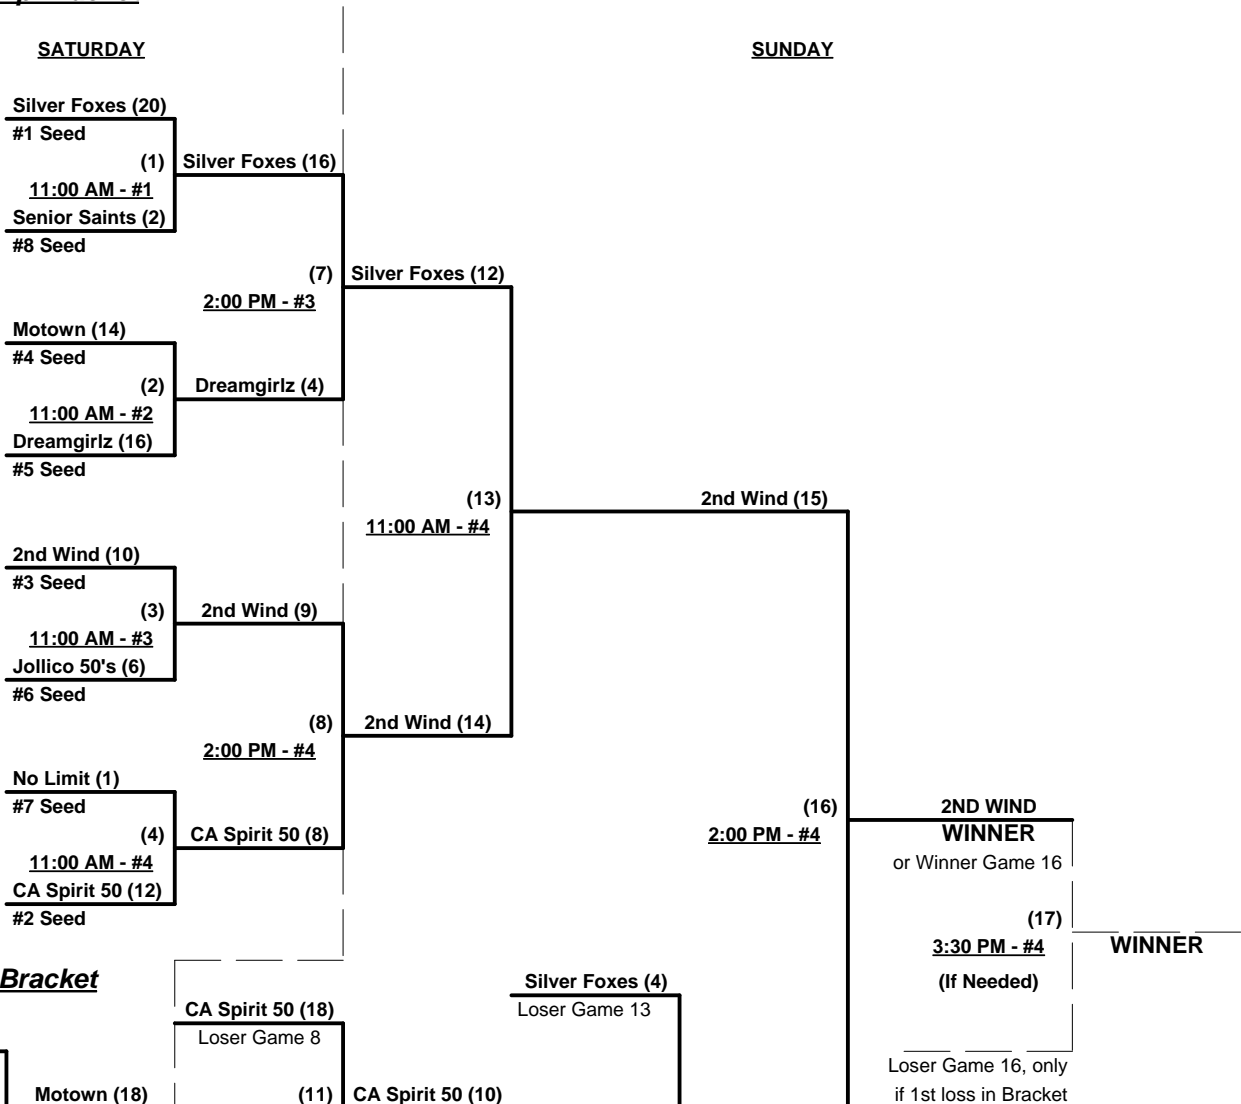 SATURDAY
SUNDAY
Silver Foxes (20)
#1 Seed
(1)
Silver Foxes (16)
11:00 AM - #1
Senior Saints (2)
#8 Seed
(7)
Silver Foxes (12)
2:00 PM - #3
Motown (14)
#4 Seed
(2)
Dreamgirlz (4)
11:00 AM - #2
Dreamgirlz (16)
#5 Seed
(13)
2nd Wind (15)
11:00 AM - #4
2nd Wind (10)
#3 Seed
(3)
2nd Wind (9)
11:00 AM - #3
Jollico 50's (6)
#6 Seed
(8)
2nd Wind (14)
2:00 PM - #4
No Limit (1)
#7 Seed
(16)
2ND WIND
(4)
CA Spirit 50 (8)
2:00 PM - #4
WINNER
11:00 AM - #4
or Winner Game 16
CA Spirit 50 (12)
#2 Seed
(17)
3:30 PM - #4
WINNER
Bracket
Silver Foxes (4)
(If Needed)
CA Spirit 50 (18)
Loser Game 13
Loser Game 8
Loser Game 16, only
Motown (18)
(11)
CA Spirit 50 (10)
if 1st loss in Bracket